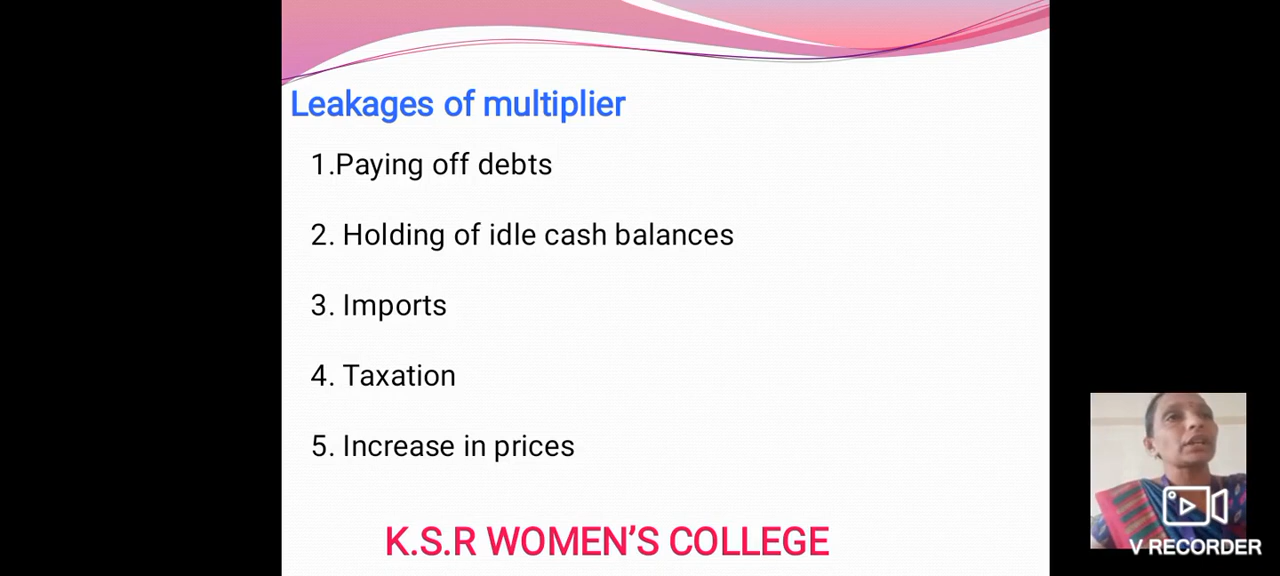 Leakages of multiplier
1.Paying off debts
2. Holding of idle cash balances
3. Imports
4. Taxation
5. Increase in prices
K.S.R WOMEN’S COLLEGE
V RECORDER